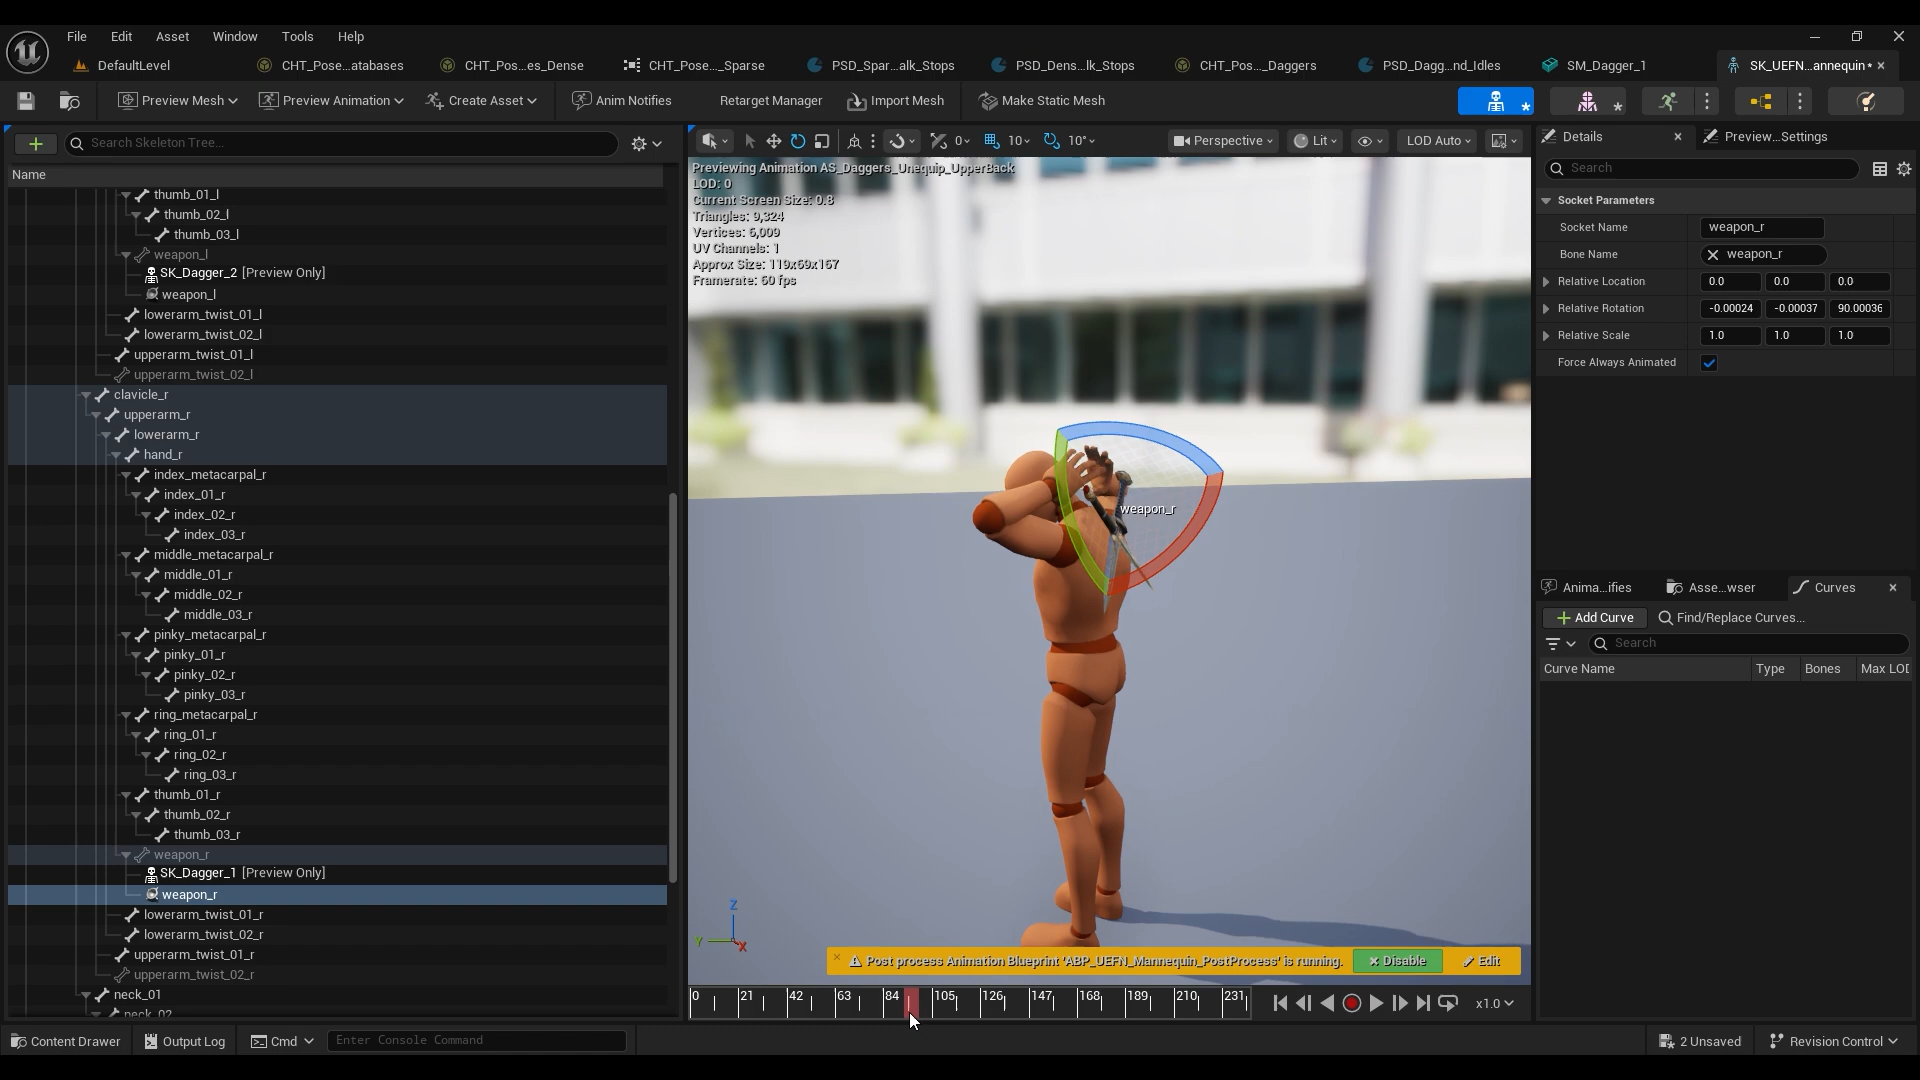 File Edit Asset Window Tools Help
DefaultLevel CHT_Pose...atabases CHT_Pos...es_Dense CHT_Pose..._Sparse PSD_Spar...alk_Stops PSD_Dens...lk_Stops CHT_Pos..._Daggers PSD_Dagg...nd_Idles SM_Dagger_1 SK_UEFN...annequin*
Preview Mesh Preview Animation Create Asset Anim Notifies Retarget Manager Import Mesh Make Static Mesh
Search Skeleton Tree...
Name
thumb_01_l
thumb_02_l
thumb_03_l
weapon_l
SK_Dagger_2 [Preview Only]
weapon_l
lowerarm_twist_01_l
lowerarm_twist_02_l
upperarm_twist_01_l
upperarm_twist_02_l
clavicle_r
upperarm_r
lowerarm_r
hand_r
index_metacarpal_r
index_01_r
index_02_r
index_03_r
middle_metacarpal_r
middle_01_r
middle_02_r
middle_03_r
pinky_metacarpal_r
pinky_01_r
pinky_02_r
pinky_03_r
ring_metacarpal_r
ring_01_r
ring_02_r
ring_03_r
thumb_01_r
thumb_02_r
thumb_03_r
weapon_r
SK_Dagger_1 [Preview Only]
weapon_r
lowerarm_twist_01_r
lowerarm_twist_02_r
upperarm_twist_01_r
upperarm_twist_02_r
neck_01
neck_02
0 10 10° Perspective Lit LOD Auto
Previewing Animation AS_Daggers_Unequip_UpperBack
LOD: 0
Current Screen Size: 0.8
Triangles: 9,324
Vertices: 6,009
UV Channels: 1
Approx Size: 119x69x167
Framerate: 60 fps
weapon_r
Z
Y X
Post process Animation Blueprint 'ABP_UEFN_Mannequin_PostProcess' is running. Disable Edit
0 21 42 63 84 105 126 147 168 189 210 231 x1.0
Details Preview...Settings
Search
Socket Parameters
Socket Name weapon_r
Bone Name weapon_r
Relative Location 0.0 0.0 0.0
Relative Rotation -0.00024 -0.00037 90.00036
Relative Scale 1.0 1.0 1.0
Force Always Animated
Anima...ifies Asse...wser Curves
Add Curve Find/Replace Curves...
Search
Curve Name Type Bones Max LOD
Content Drawer Output Log Cmd Enter Console Command 2 Unsaved Revision Control